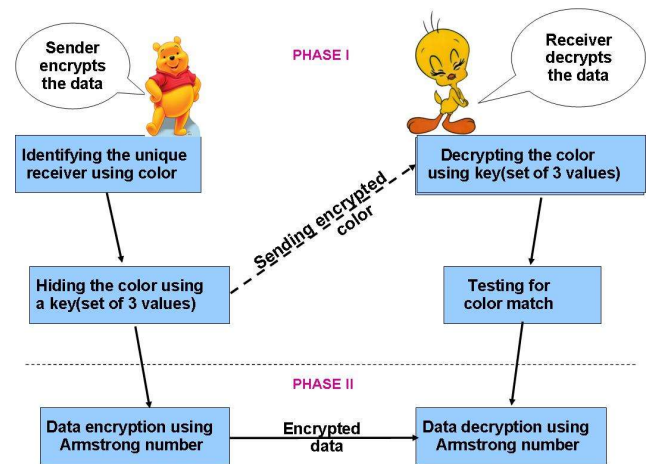 Sender
encrypts
the data
PHASE I
Receiver
decrypts
the data
Identifying the unique
receiver using color
Decrypting the color
using key(set of 3 values)
Sending encrypted
color
Hiding the color using
a key(set of 3 values)
Testing for
color match
PHASE II
Data encryption using
Armstrong number
Encrypted
data
Data decryption using
Armstrong number